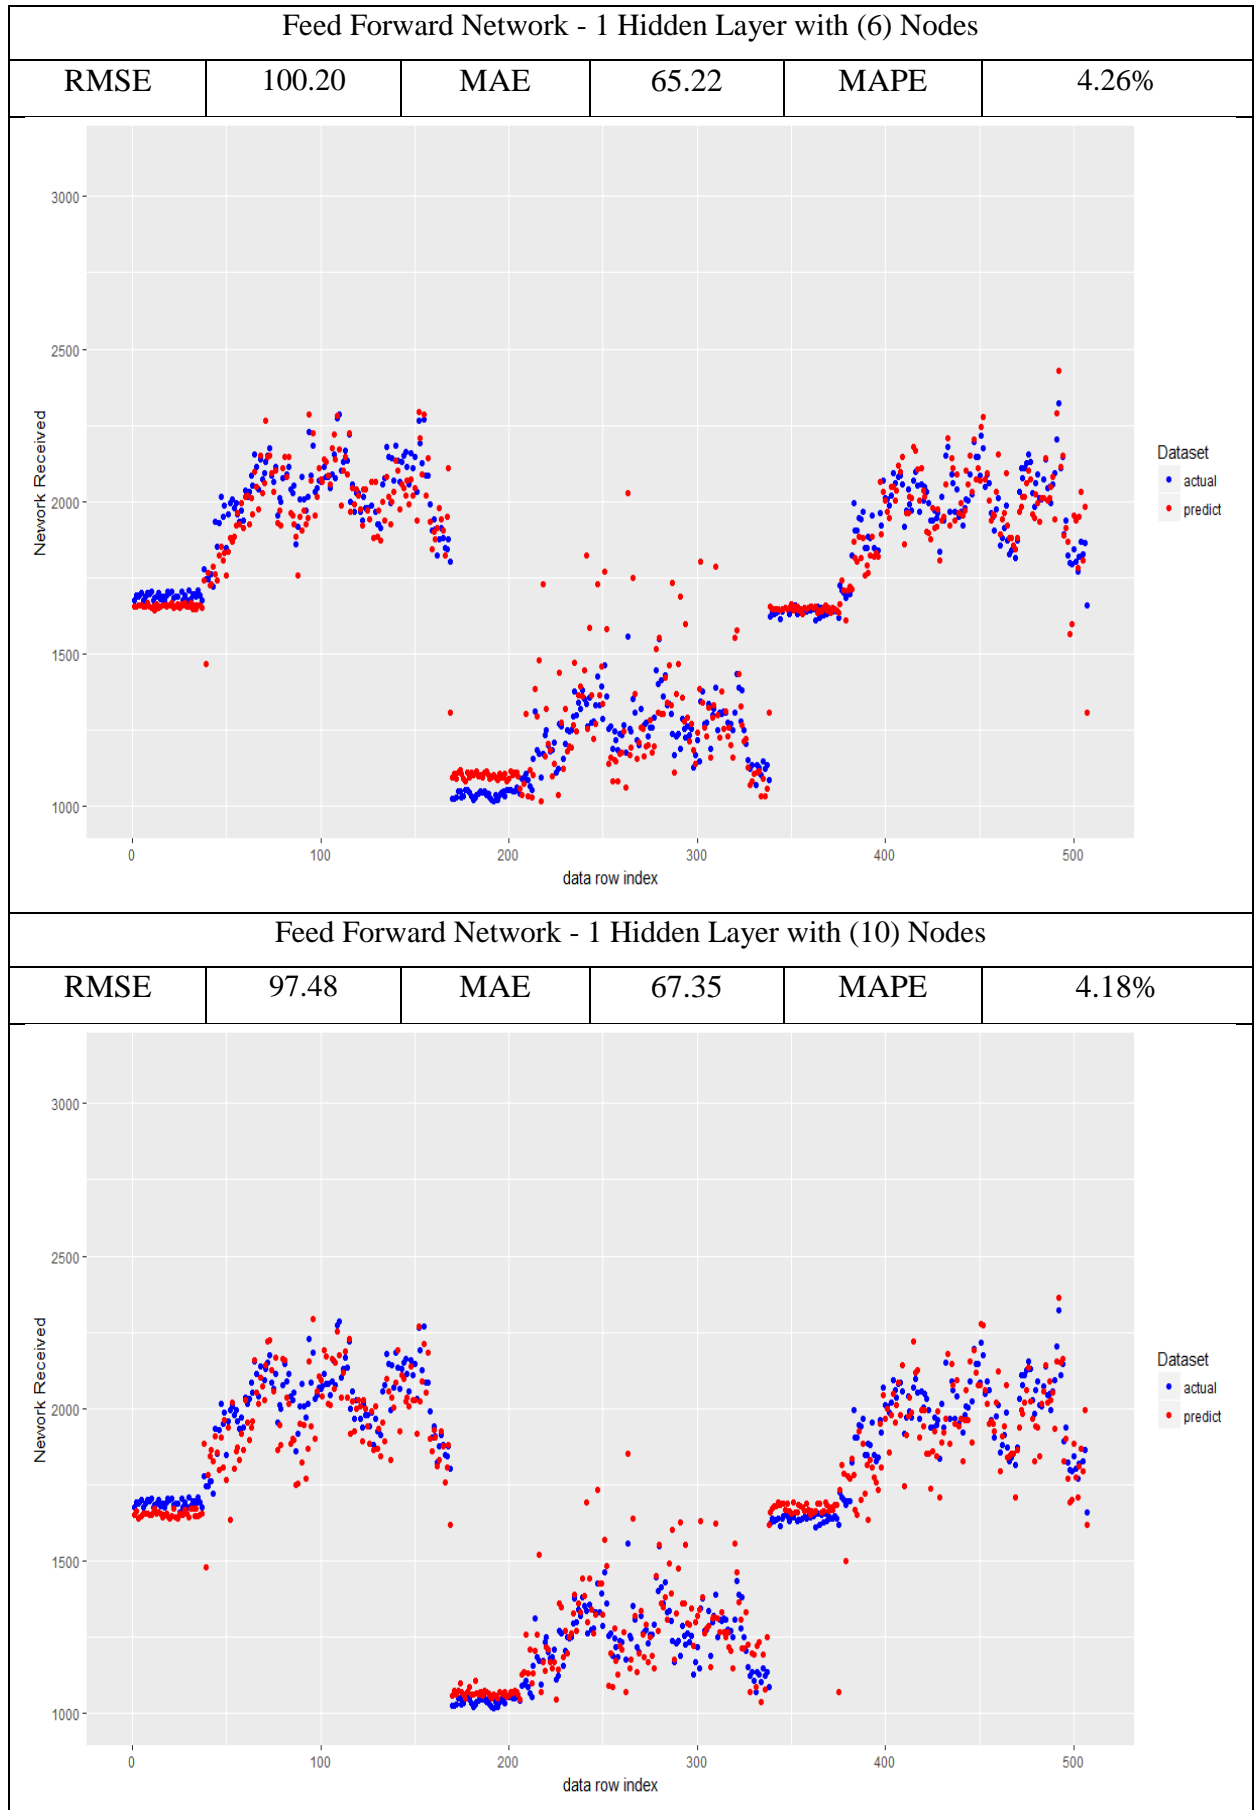 Feed Forward Network - 1 Hidden Layer with (6) Nodes
RMSE 100.20 MAE 65.22 MAPE 4.26%
3000
2500
2000
1500
1000
Nework Received
0 100 200 300 400 500
data row index
Dataset
actual
predict
Feed Forward Network - 1 Hidden Layer with (10) Nodes
RMSE 97.48 MAE 67.35 MAPE 4.18%
3000
2500
2000
1500
1000
Nework Received
0 100 200 300 400 500
data row index
Dataset
actual
predict